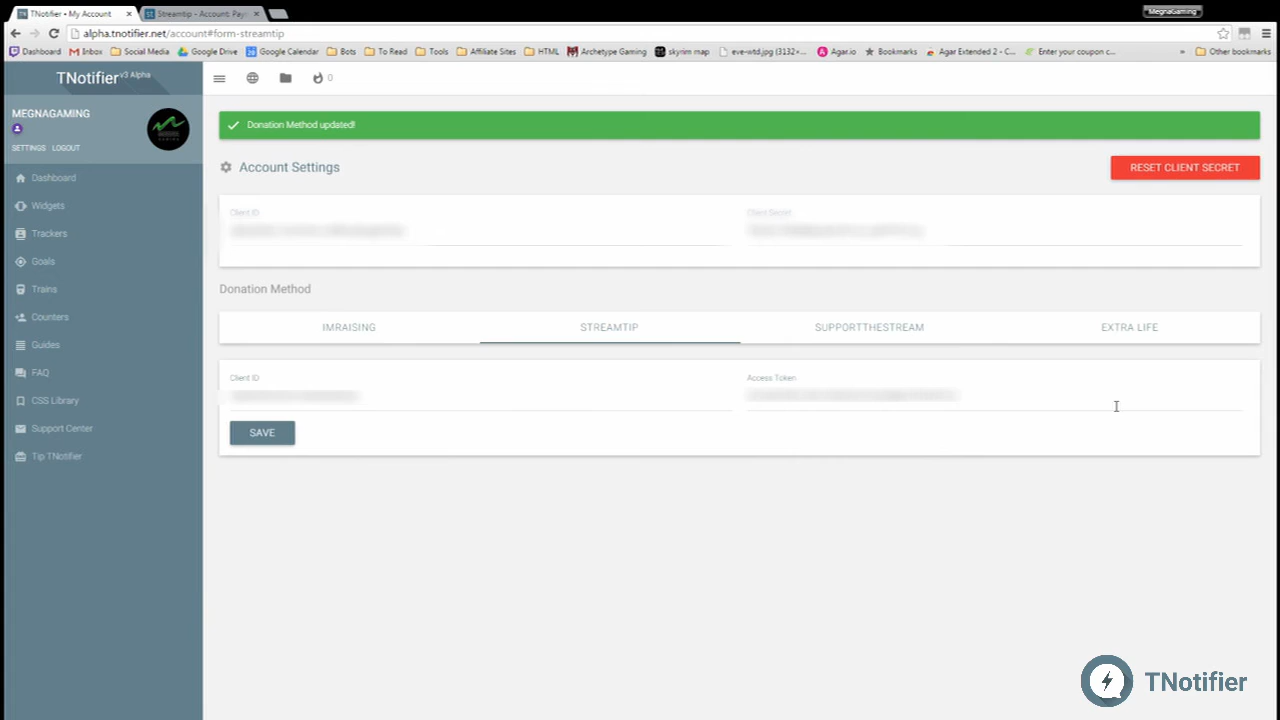 MegnaGaming
TNotifier • My Account
Streamtip - Account: Pay
alpha.tnotifier.net/account#form-streamtip
Dashboard
Inbox
Social Media
Google Drive
Google Calendar
Bots
To Read
Tools
Affiliate Sites
HTML
Archetype Gaming
skyrim map
eve-wtd.jpg (3132×...
Agar.io
Bookmarks
Agar Extended 2 - C...
Enter your coupon c...
»
Other bookmarks
TNotifier v3 Alpha
0
MEGNAGAMING
SETTINGS LOGOUT
Dashboard
Widgets
Trackers
Goals
Trains
Counters
Guides
FAQ
CSS Library
Support Center
Tip TNotifier
Donation Method updated!
Account Settings
RESET CLIENT SECRET
Client ID
Client Secret
Donation Method
IMRAISING
STREAMTIP
SUPPORTTHESTREAM
EXTRA LIFE
Client ID
Access Token
SAVE
TNotifier